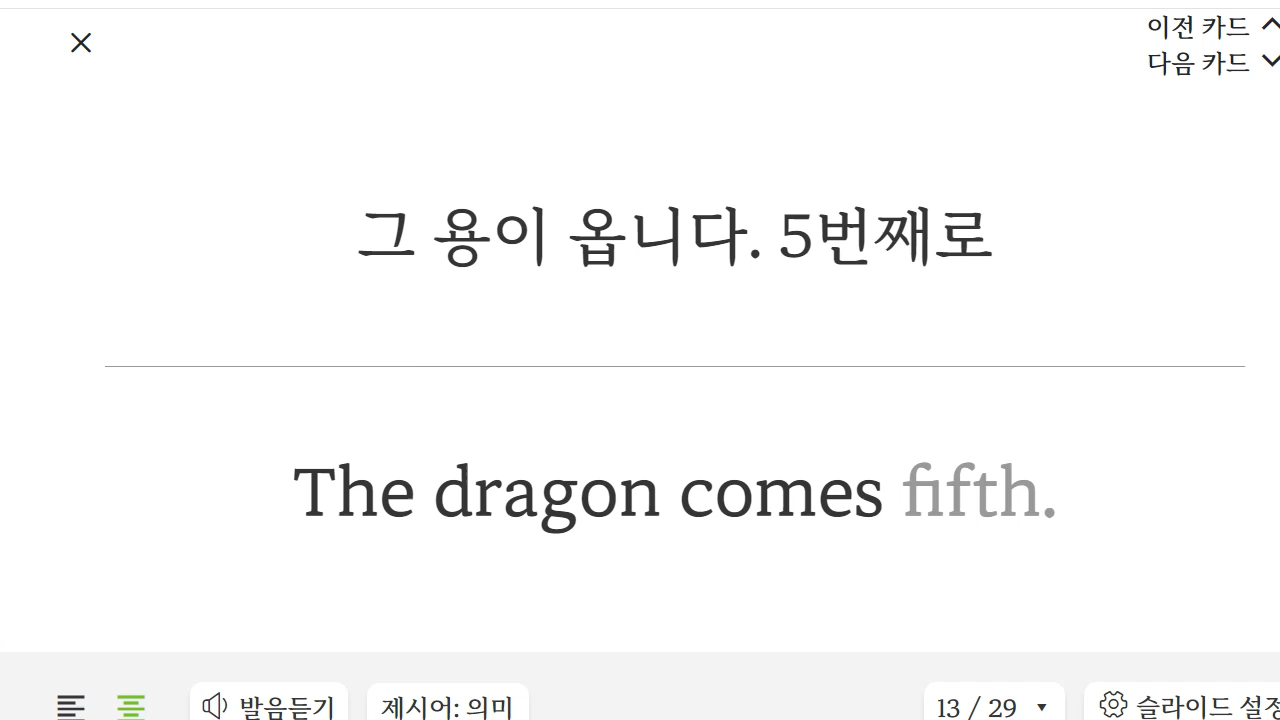 이전 카드
다음 카드
그 용이 옵니다. 5번째로
The dragon comes fifth.
발음듣기 제시어: 의미 13 / 29 슬라이드 설정